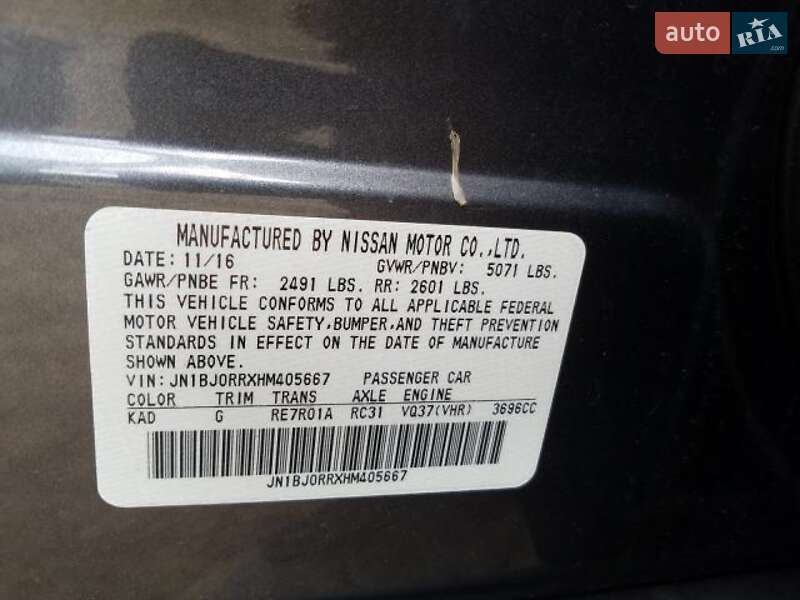 auto RIA.com
MANUFACTURED BY NISSAN MOTOR CO.,LTD.
DATE: 11/16 GVWR/PNBV: 5071 LBS.
GAWR/PNBE FR: 2491 LBS. RR: 2601 LBS.
THIS VEHICLE CONFORMS TO ALL APPLICABLE FEDERAL
MOTOR VEHICLE SAFETY,BUMPER,AND THEFT PREVENTION
STANDARDS IN EFFECT ON THE DATE OF MANUFACTURE
SHOWN ABOVE.
VIN: JN1BJ0RRXHM405667 PASSENGER CAR
COLOR TRIM TRANS AXLE ENGINE
KAD G RE7R01A RC31 VQ37(VHR) 3696CC
JN1BJ0RRXHM405667